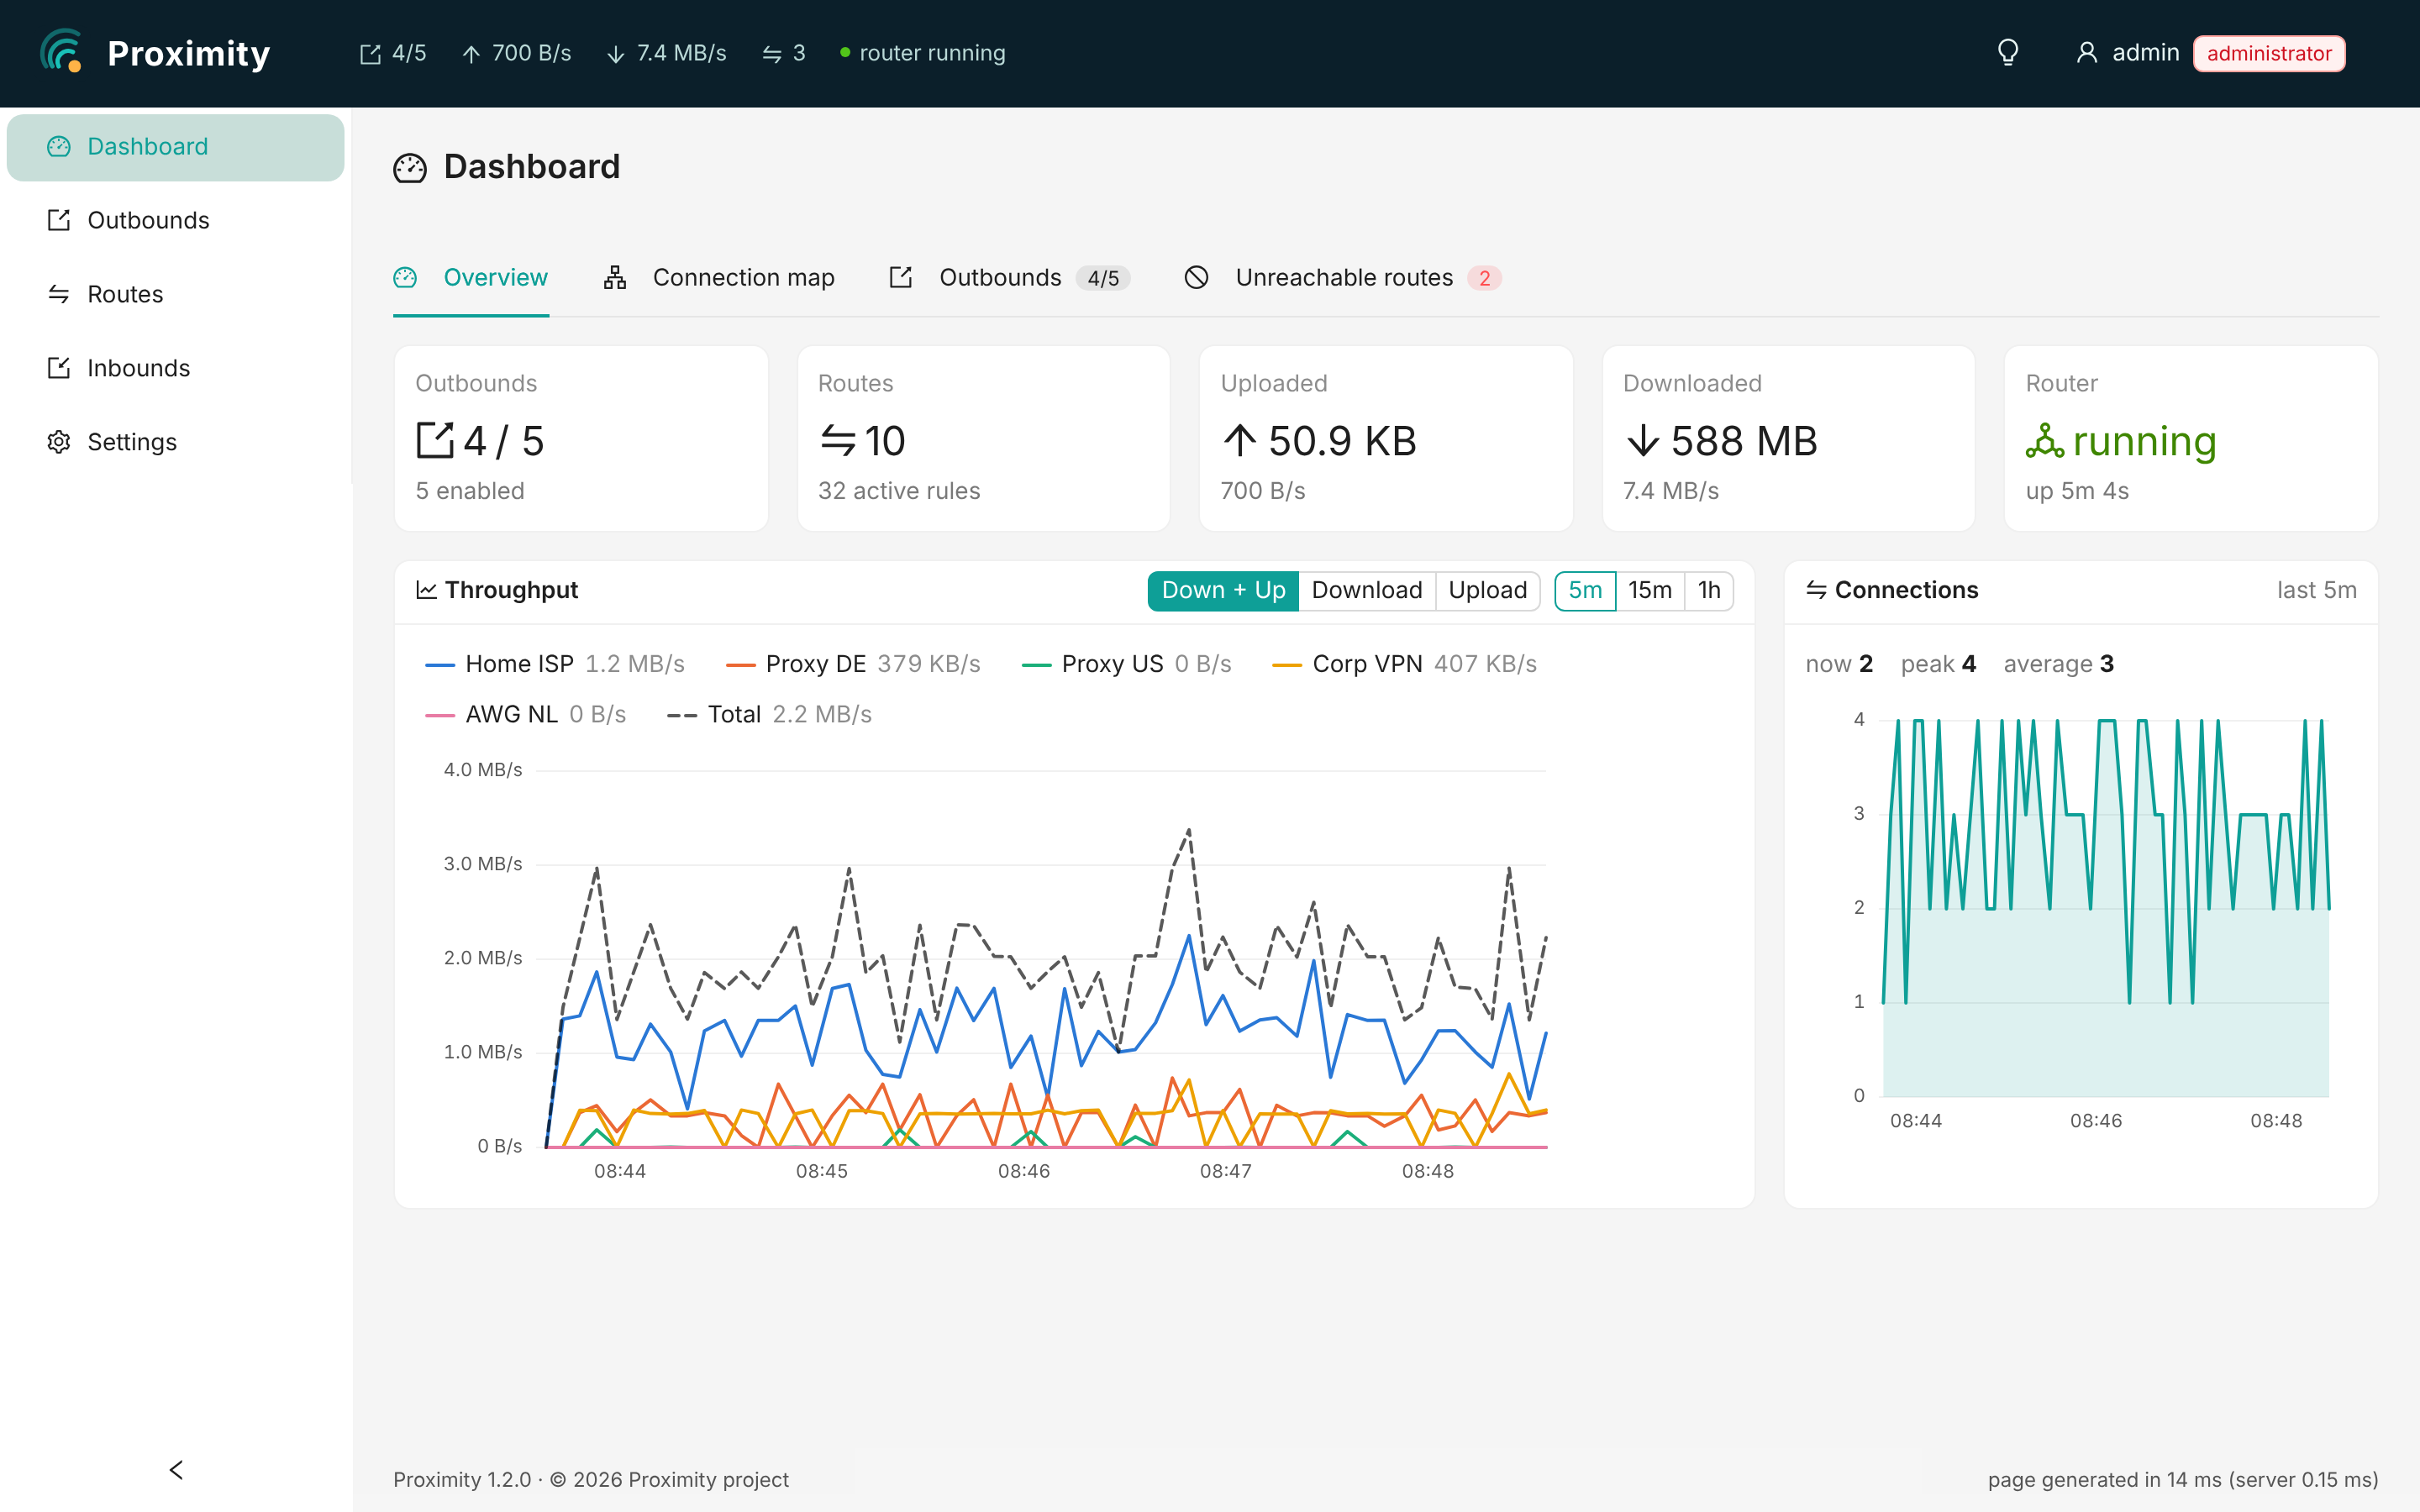 Proximity 4/5 700 B/s 7.4 MB/s 3 router running admin administrator
Dashboard
Outbounds
Routes
Inbounds
Settings
Dashboard
Overview Connection map Outbounds 4/5 Unreachable routes 2
Outbounds
4 / 5
5 enabled
Routes
10
32 active rules
Uploaded
50.9 KB
700 B/s
Downloaded
588 MB
7.4 MB/s
Router
running
up 5m 4s
Throughput Down + Up Download Upload 5m 15m 1h
Home ISP 1.2 MB/s Proxy DE 379 KB/s Proxy US 0 B/s Corp VPN 407 KB/s
AWG NL 0 B/s Total 2.2 MB/s
4.0 MB/s
3.0 MB/s
2.0 MB/s
1.0 MB/s
0 B/s
08:44 08:45 08:46 08:47 08:48
Connections last 5m
now 2 peak 4 average 3
4
3
2
1
0
08:44 08:46 08:48
Proximity 1.2.0 · © 2026 Proximity project
page generated in 14 ms (server 0.15 ms)